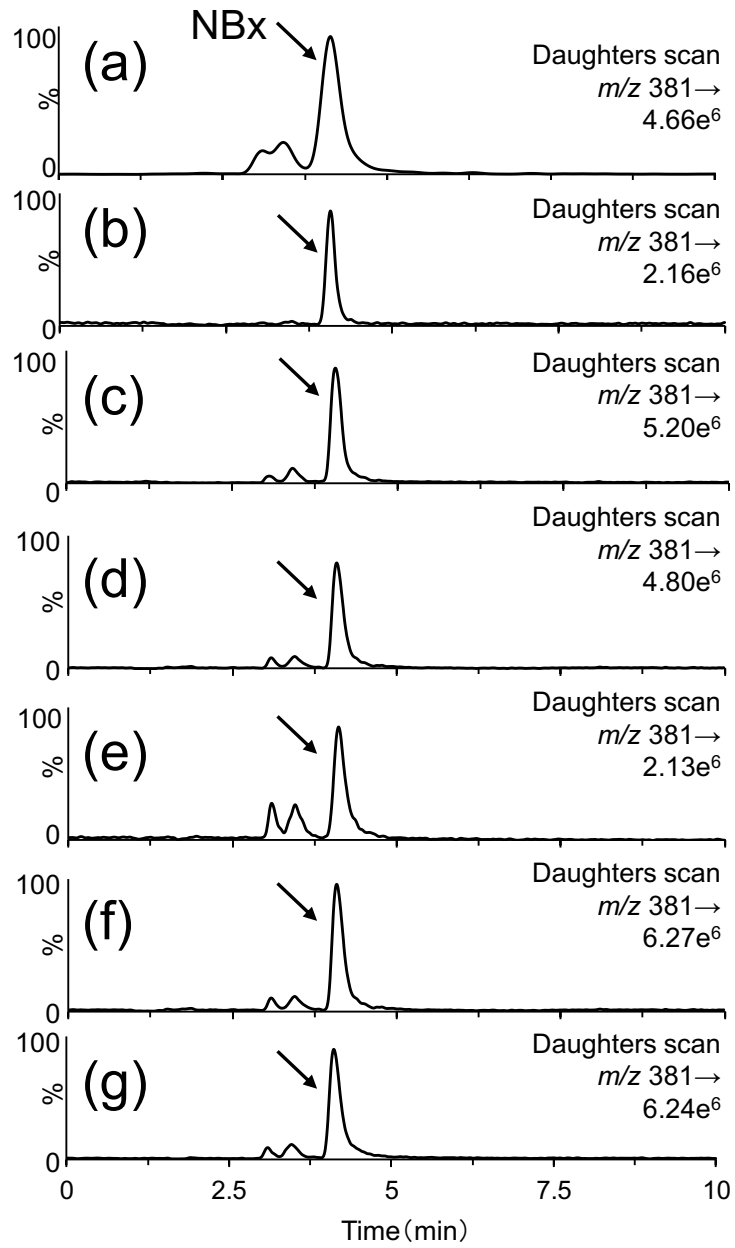 NBx
100
(a)
%
0
Daughters scan
m/z 381→
4.66e⁶
100
(b)
%
0
Daughters scan
m/z 381→
2.16e⁶
100
(c)
%
0
Daughters scan
m/z 381→
5.20e⁶
100
(d)
%
0
Daughters scan
m/z 381→
4.80e⁶
100
(e)
%
0
Daughters scan
m/z 381→
2.13e⁶
100
(f)
%
0
Daughters scan
m/z 381→
6.27e⁶
100
(g)
%
0
Daughters scan
m/z 381→
6.24e⁶
0 2.5 5 7.5 10
Time（min）